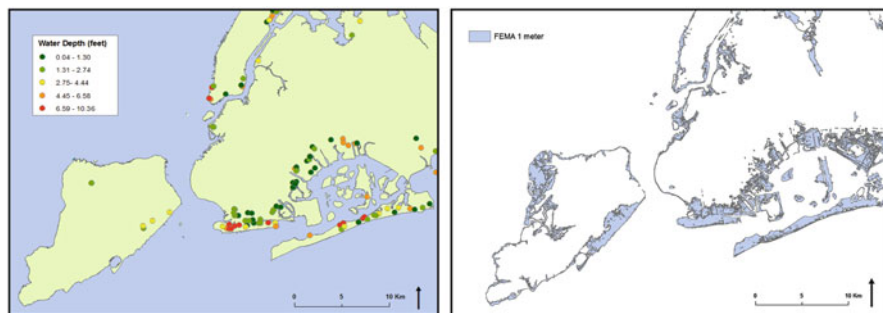 Water Depth (feet)
0.04 - 1.30
1.31 - 2.74
2.75- 4.44
4.45 - 6.58
6.59 - 10.36
0 5 10 Km
FEMA 1 meter
0 5 10 Km